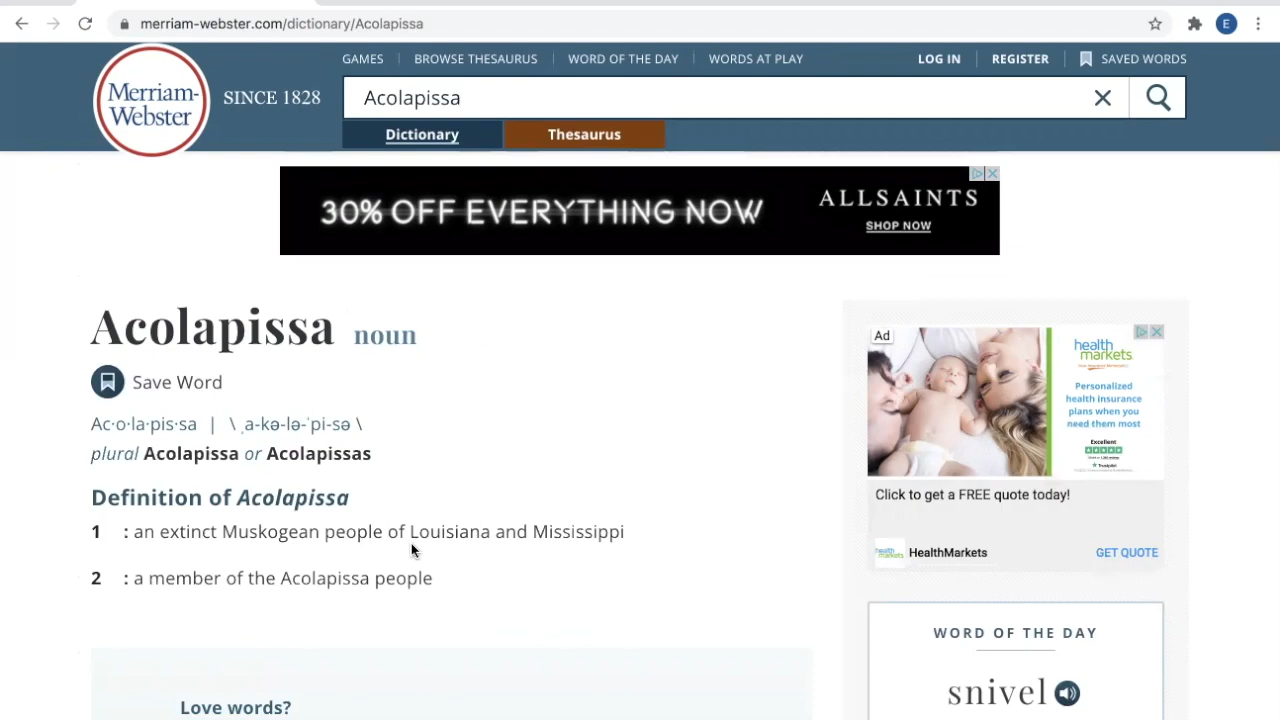 merriam-webster.com/dictionary/Acolapissa
E
GAMES
BROWSE THESAURUS
WORD OF THE DAY
WORDS AT PLAY
LOG IN
REGISTER
SAVED WORDS
Merriam-
Webster
SINCE 1828
Acolapissa
Dictionary
Thesaurus
30% OFF EVERYTHING NOW
ALLSAINTS
SHOP NOW
Acolapissa noun
Save Word
Ac·o·la·pis·sa | \ ˌa-kə-lə-ˈpi-sə \
plural Acolapissa or Acolapissas
Definition of Acolapissa
1 : an extinct Muskogean people of Louisiana and Mississippi
2 : a member of the Acolapissa people
Love words?
Ad
health
markets
Personalized
health insurance
plans when you
need them most
Excellent
Trustpilot
Click to get a FREE quote today!
HealthMarkets
GET QUOTE
WORD OF THE DAY
snivel